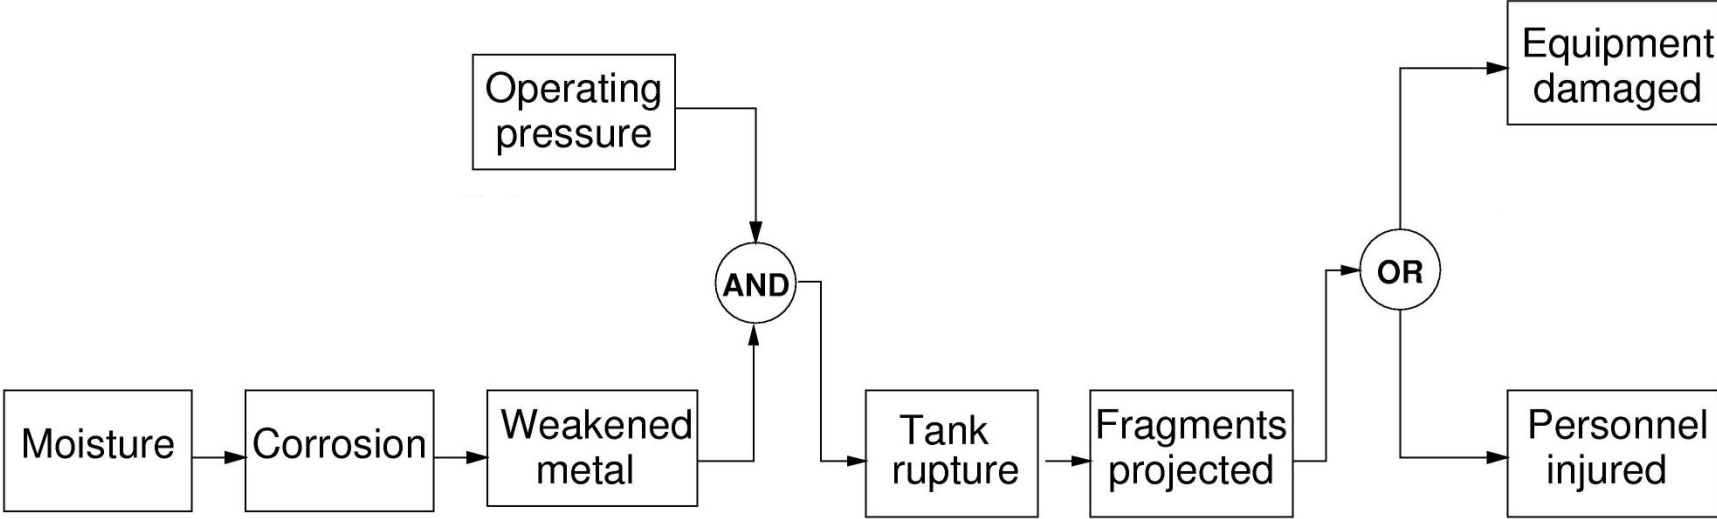 Equipment
damaged
Operating
pressure
AND
OR
Moisture
Corrosion
Weakened
metal
Tank
rupture
Fragments
projected
Personnel
injured